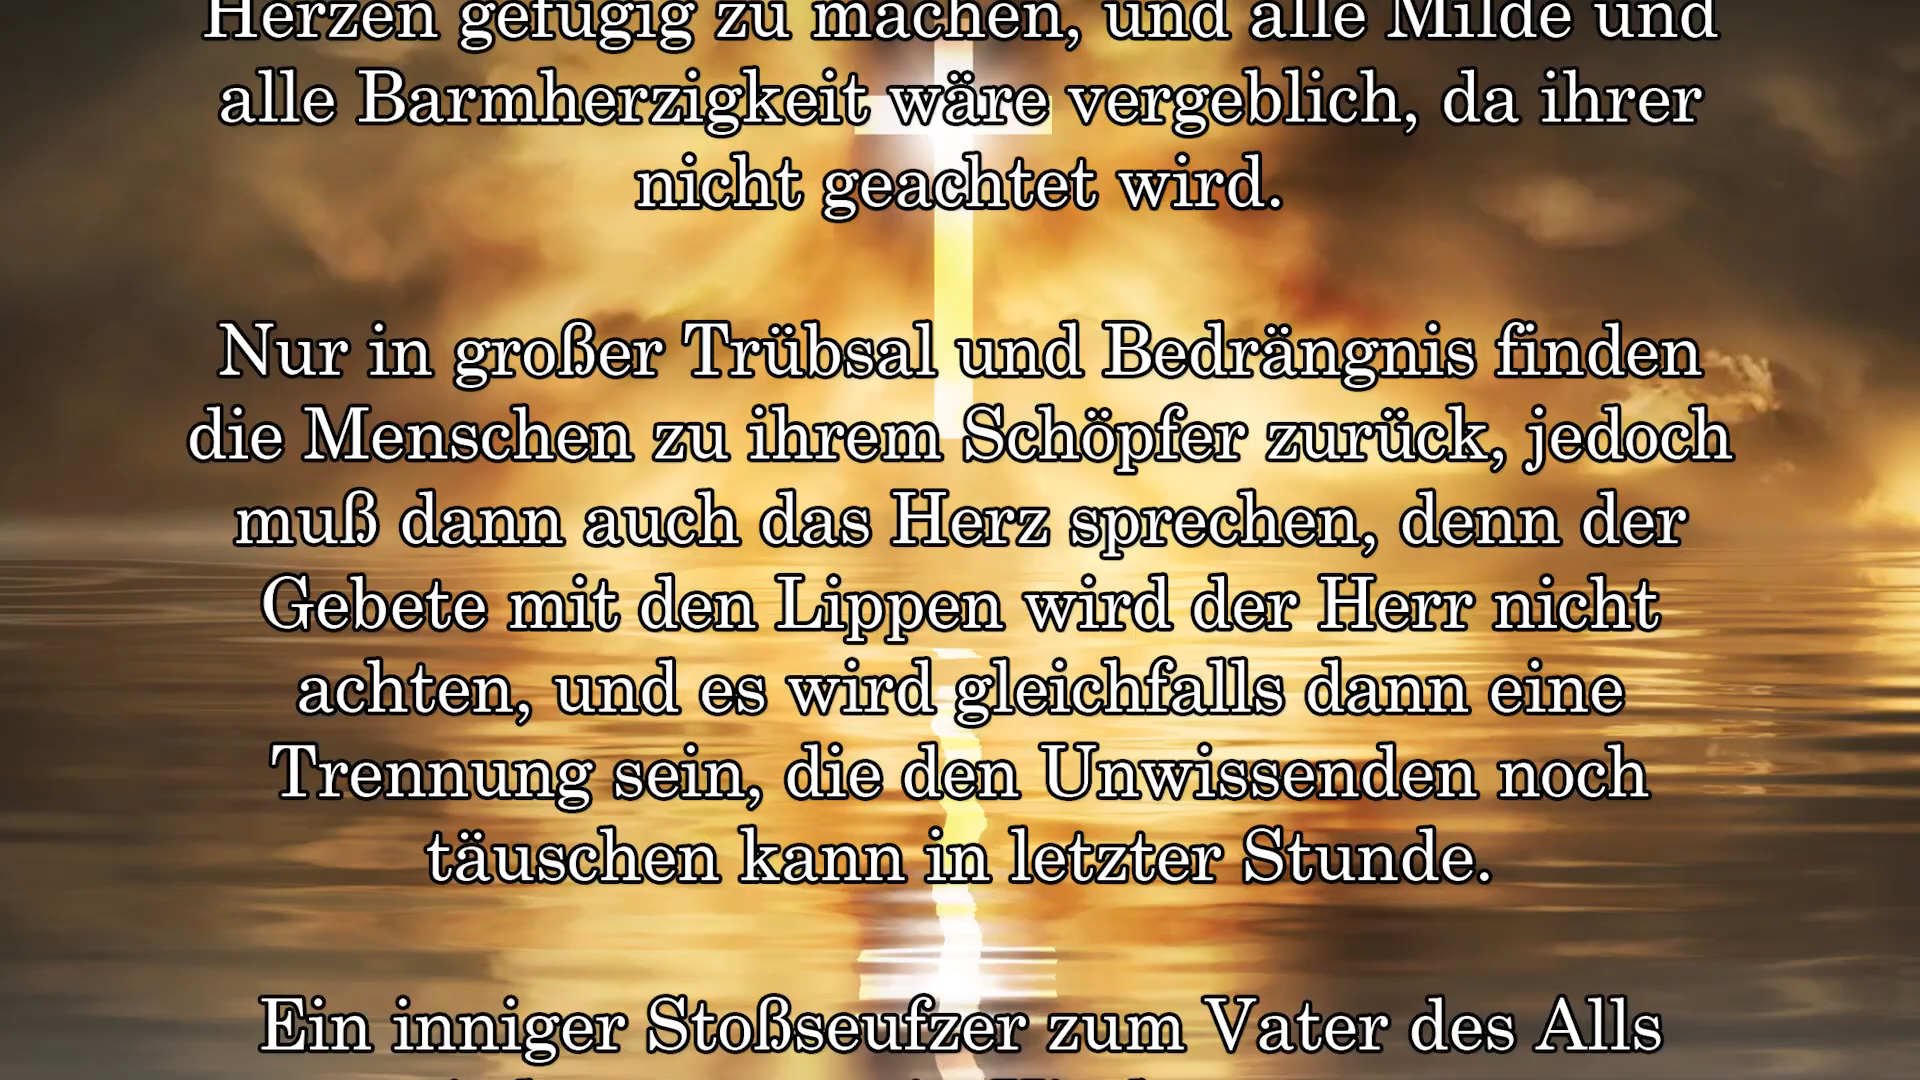 Herzen gefügig zu machen, und alle Milde und
alle Barmherzigkeit wäre vergeblich, da ihrer
nicht geachtet wird.
Nur in großer Trübsal und Bedrängnis finden
die Menschen zu ihrem Schöpfer zurück, jedoch
muß dann auch das Herz sprechen, denn der
Gebete mit den Lippen wird der Herr nicht
achten, und es wird gleichfalls dann eine
Trennung sein, die den Unwissenden noch
täuschen kann in letzter Stunde.
Ein inniger Stoßseufzer zum Vater des Alls